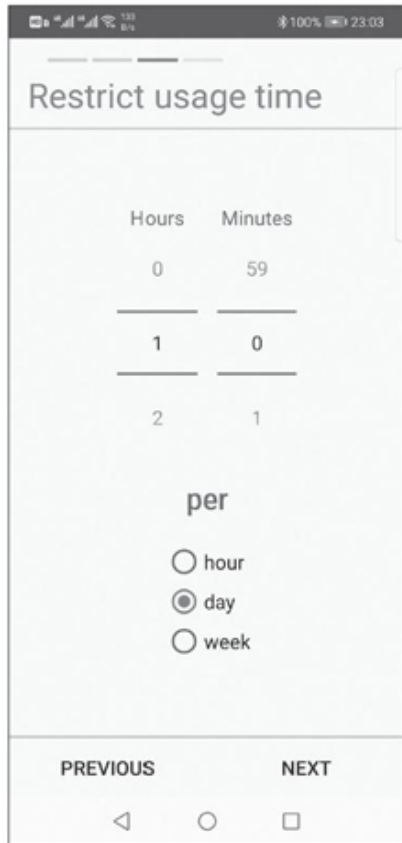 133
B/s
100% 23:03
Restrict usage time
Hours Minutes
0 59
1 0
2 1
per
hour
day
week
PREVIOUS NEXT